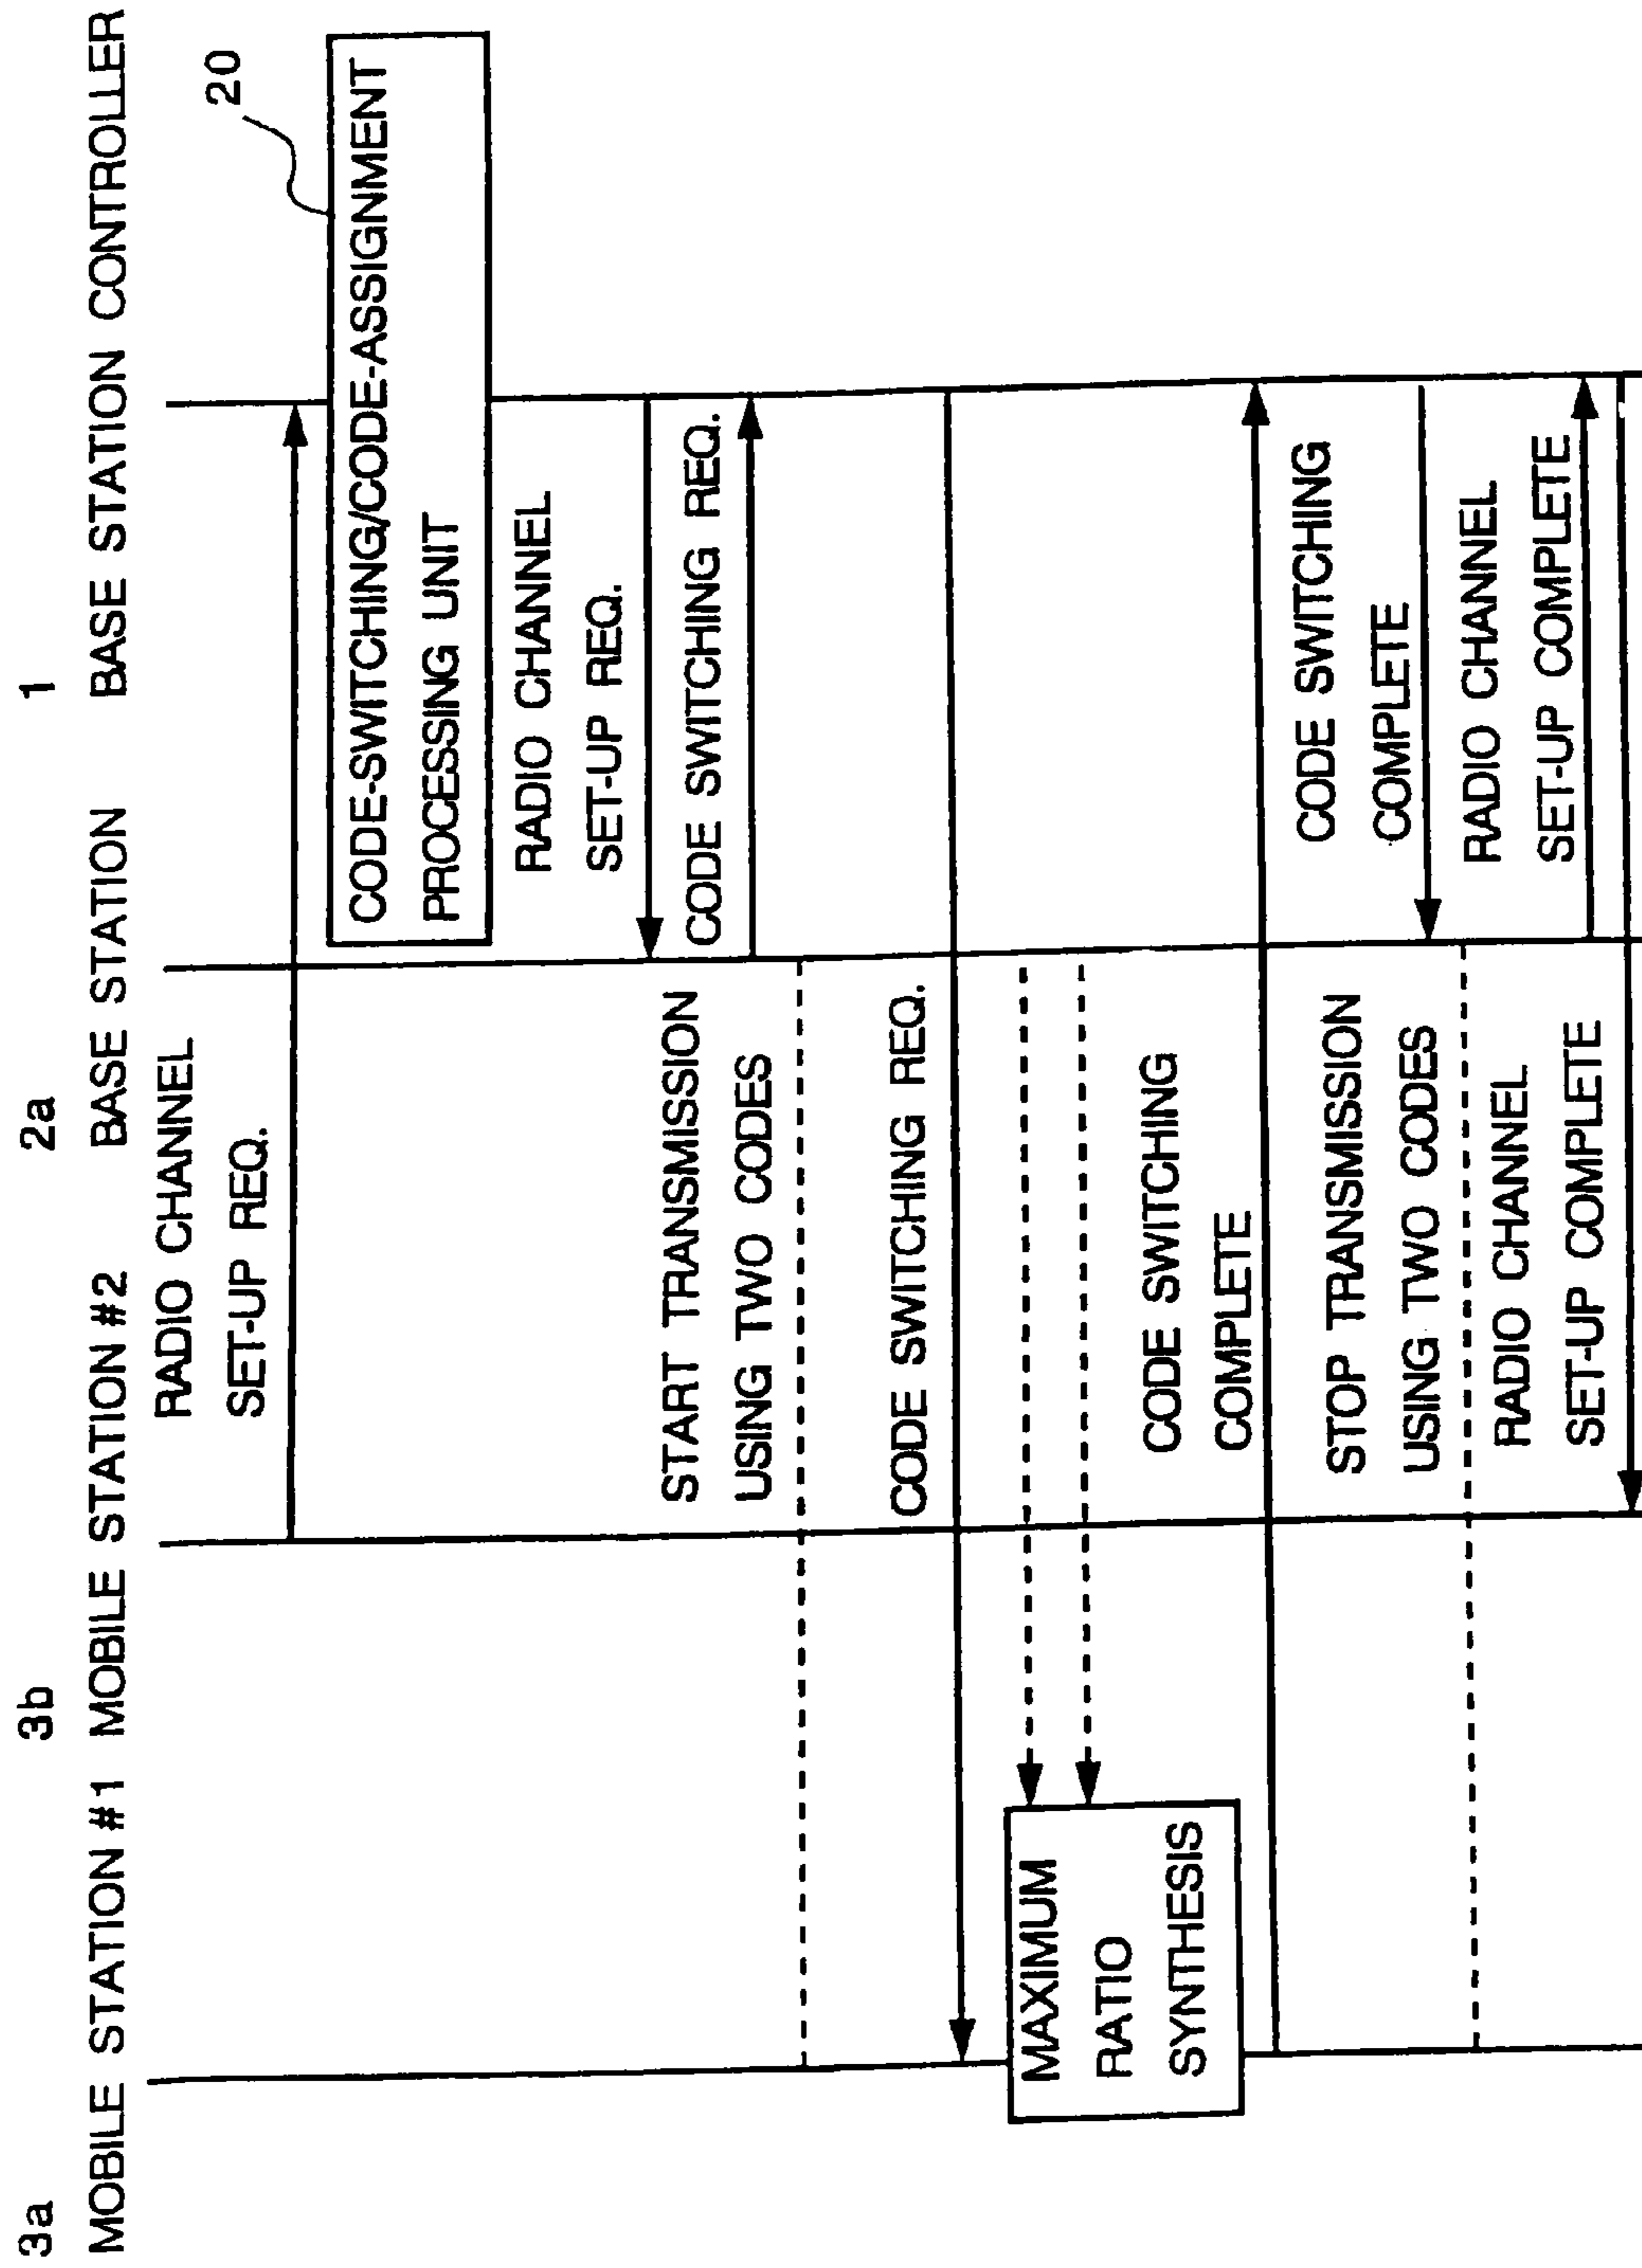 3a
3b
2a
1
MOBILE STATION #1
MOBILE STATION #2
BASE STATION
BASE STATION CONTROLLER
RADIO CHANNEL
SET-UP REQ.
20
CODE-SWITCHING/CODE-ASSIGNMENT
PROCESSING UNIT
RADIO CHANNEL
SET-UP REQ.
CODE SWITCHING REQ.
START TRANSMISSION
USING TWO CODES
CODE SWITCHING REQ.
MAXIMUM
RATIO
SYNTHESIS
CODE SWITCHING
COMPLETE
CODE SWITCHING
COMPLETE
STOP TRANSMISSION
USING TWO CODES
RADIO CHANNEL
SET-UP COMPLETE
RADIO CHANNEL
SET-UP COMPLETE